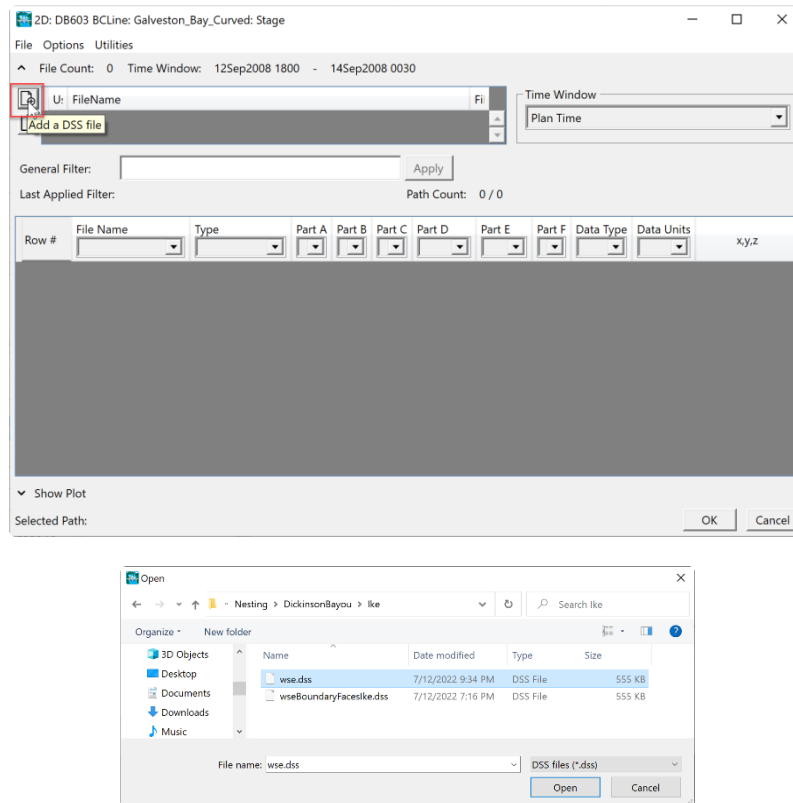 2D: DB603 BCLine: Galveston_Bay_Curved: Stage
File Options Utilities
File Count: 0 Time Window: 12Sep2008 1800 - 14Sep2008 0030
U: FileName Fil
Add a DSS file
Time Window
Plan Time
General Filter: Apply
Last Applied Filter: Path Count: 0 / 0
Row # File Name Type Part A Part B Part C Part D Part E Part F Data Type Data Units x,y,z
Show Plot
Selected Path: OK Cancel
Open
Nesting > DickinsonBayou > Ike Search Ike
Organize New folder
3D Objects
Desktop
Documents
Downloads
Music
Name Date modified Type Size
wse.dss 7/12/2022 9:34 PM DSS File 555 KB
wseBoundaryFacesIke.dss 7/12/2022 7:16 PM DSS File 555 KB
File name: wse.dss DSS files (*.dss)
Open Cancel